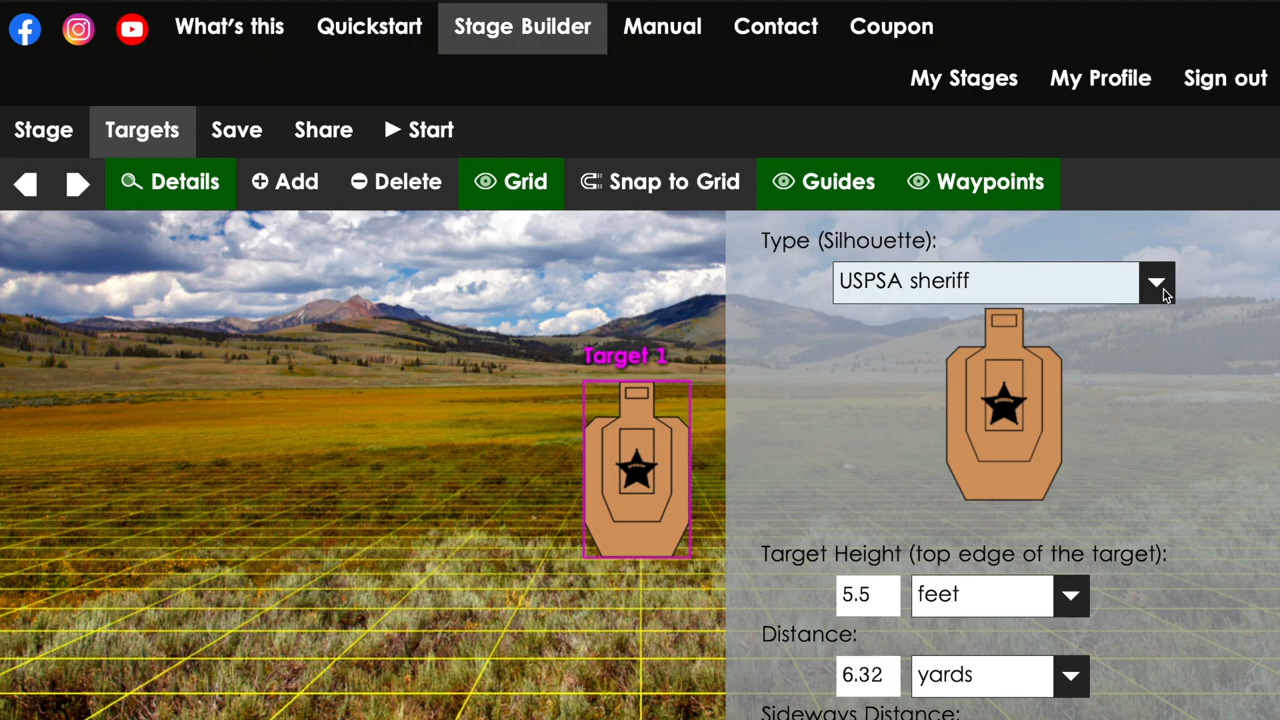 What's this Quickstart Stage Builder Manual Contact Coupon
My Stages My Profile Sign out
Stage Targets Save Share Start
Details Add Delete Grid Snap to Grid Guides Waypoints
Type (Silhouette):
USPSA sheriff
Target 1
Target Height (top edge of the target):
5.5 feet
Distance:
6.32 yards
Sideways Distance: